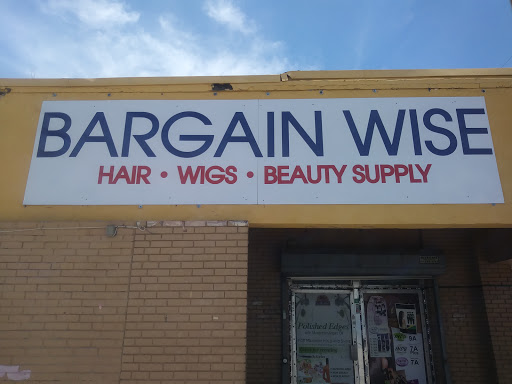 BARGAIN WISE
HAIR • WIGS • BEAUTY SUPPLY
Polished Edges